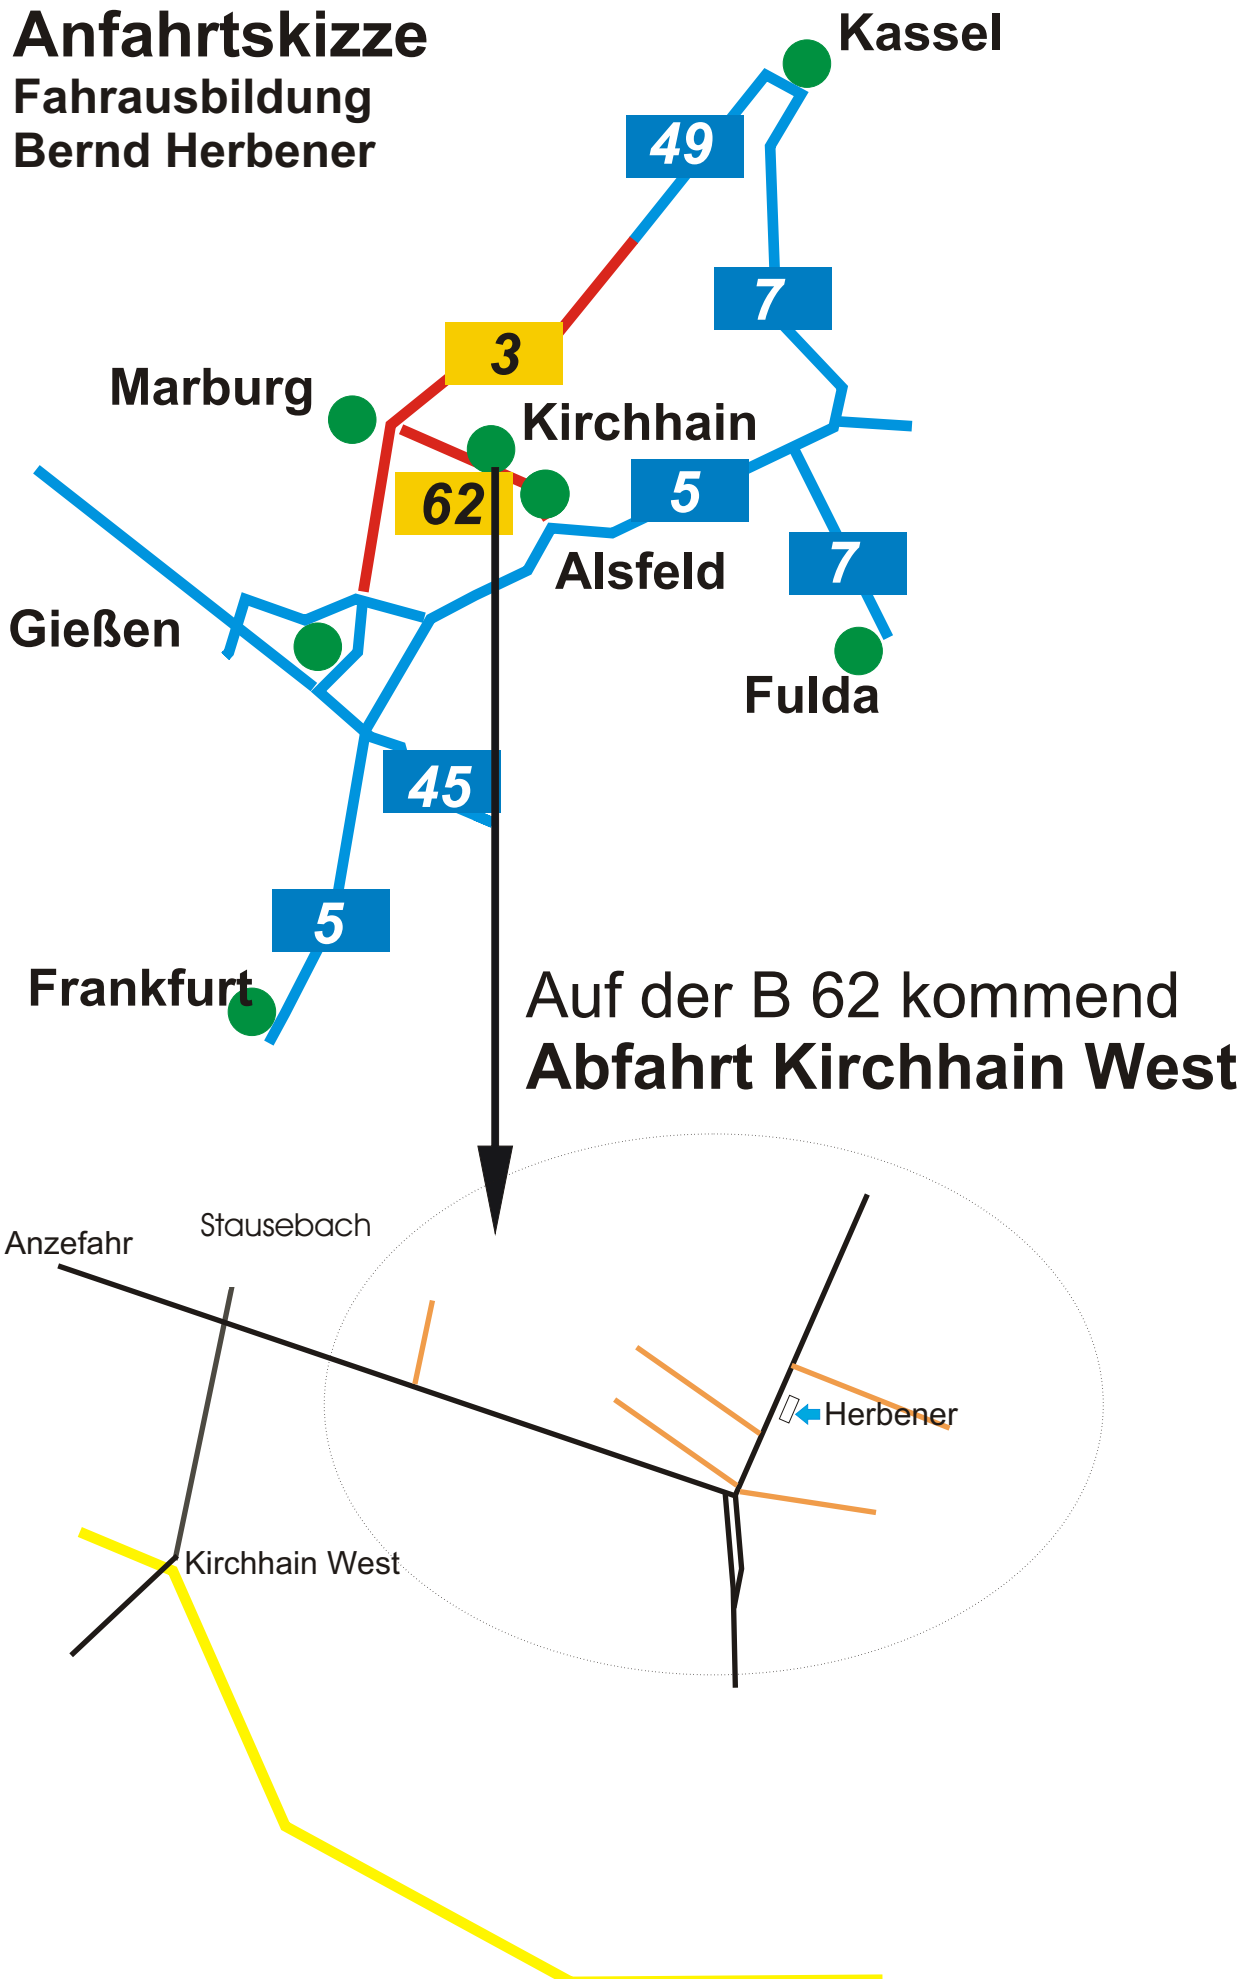 Anfahrtskizze
Fahrausbildung
Bernd Herbener
Kassel
49
7
3
Marburg
Kirchhain
5
62
7
Alsfeld
Gießen
Fulda
45
5
Frankfurt
Auf der B 62 kommend
Abfahrt Kirchhain West
Stausebach
Anzefahr
Herbener
Kirchhain West